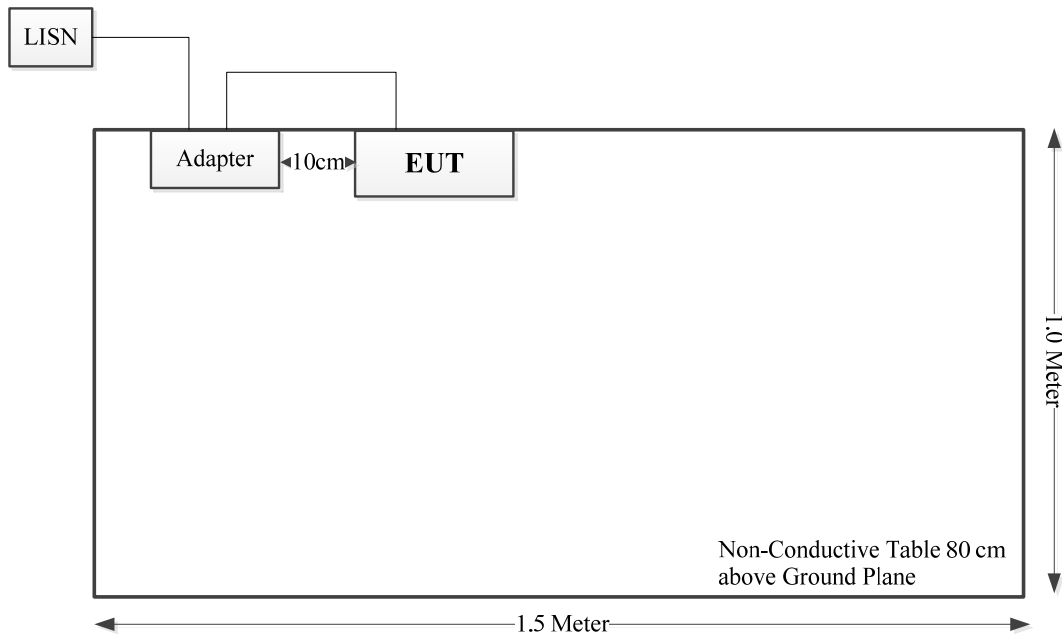 LISN
Adapter
10cm
EUT
1.0 Meter
Non-Conductive Table 80 cm
above Ground Plane
1.5 Meter